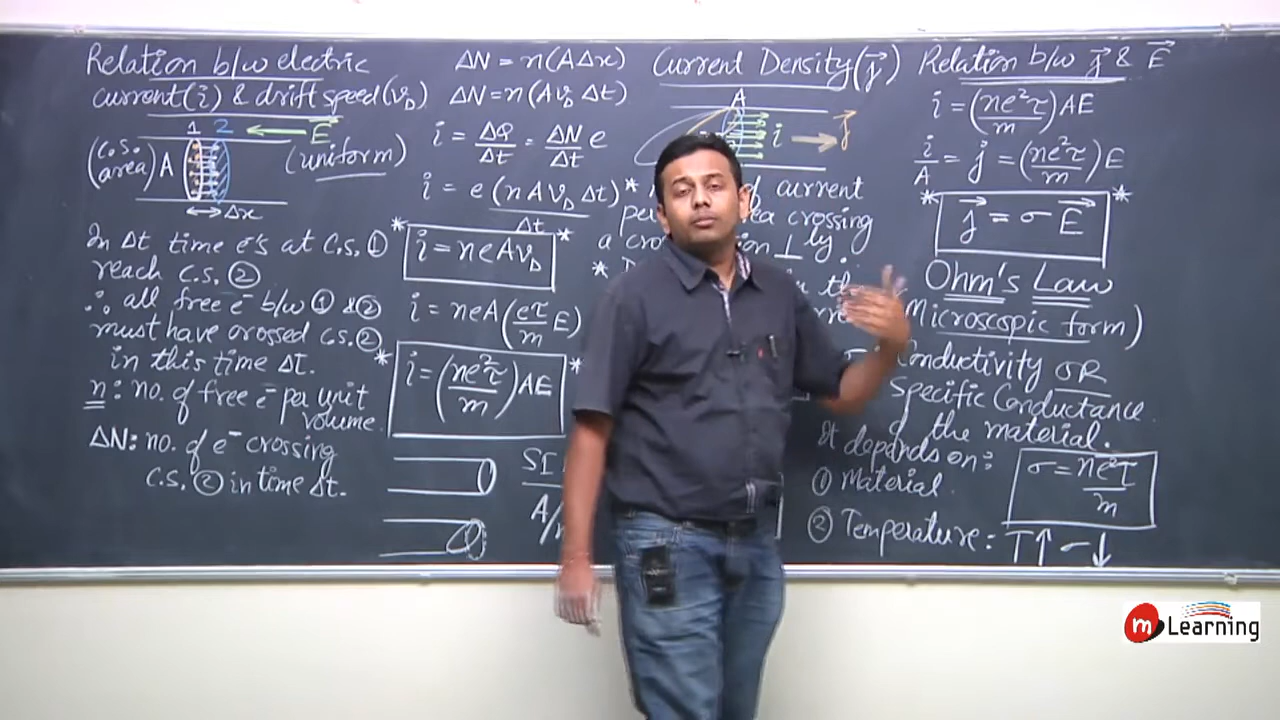 Relation b/w electric
current(i) & drift speed(v_D)
1 2 E⃗
(C.S. area) A (uniform)
Δx
In Δt time e⁻s at C.S. ①
reach C.S. ②
∴ all free e⁻ b/w ① & ②
must have crossed C.S. ②
in this time ΔT.
n : no. of free e⁻ per unit
volume.
ΔN: no. of e⁻ crossing
C.S. ② in time Δt.
ΔN = n(AΔx)
ΔN = n(Av_D Δt)
i = ΔQ/Δt = ΔN/Δt e
i = e (nAv_D Δt)/Δt
* i = neAv_D *
i = neA(eτ/m E)
* i = (ne²τ/m)AE *
SI
A/
Current Density(j⃗)
A
i j⃗
* of current
crossing
a ⊥ly
*
Relation b/w j⃗ & E⃗
i = (ne²τ/m)AE
i/A = j = (ne²τ/m)E
* j⃗ = σ E⃗ *
Ohm's Law
Microscopic form)
Conductivity OR
Specific Conductance
of the material.
It depends on:
① Material
② Temperature: T↑ σ↓
σ = ne²τ/m
m Learning